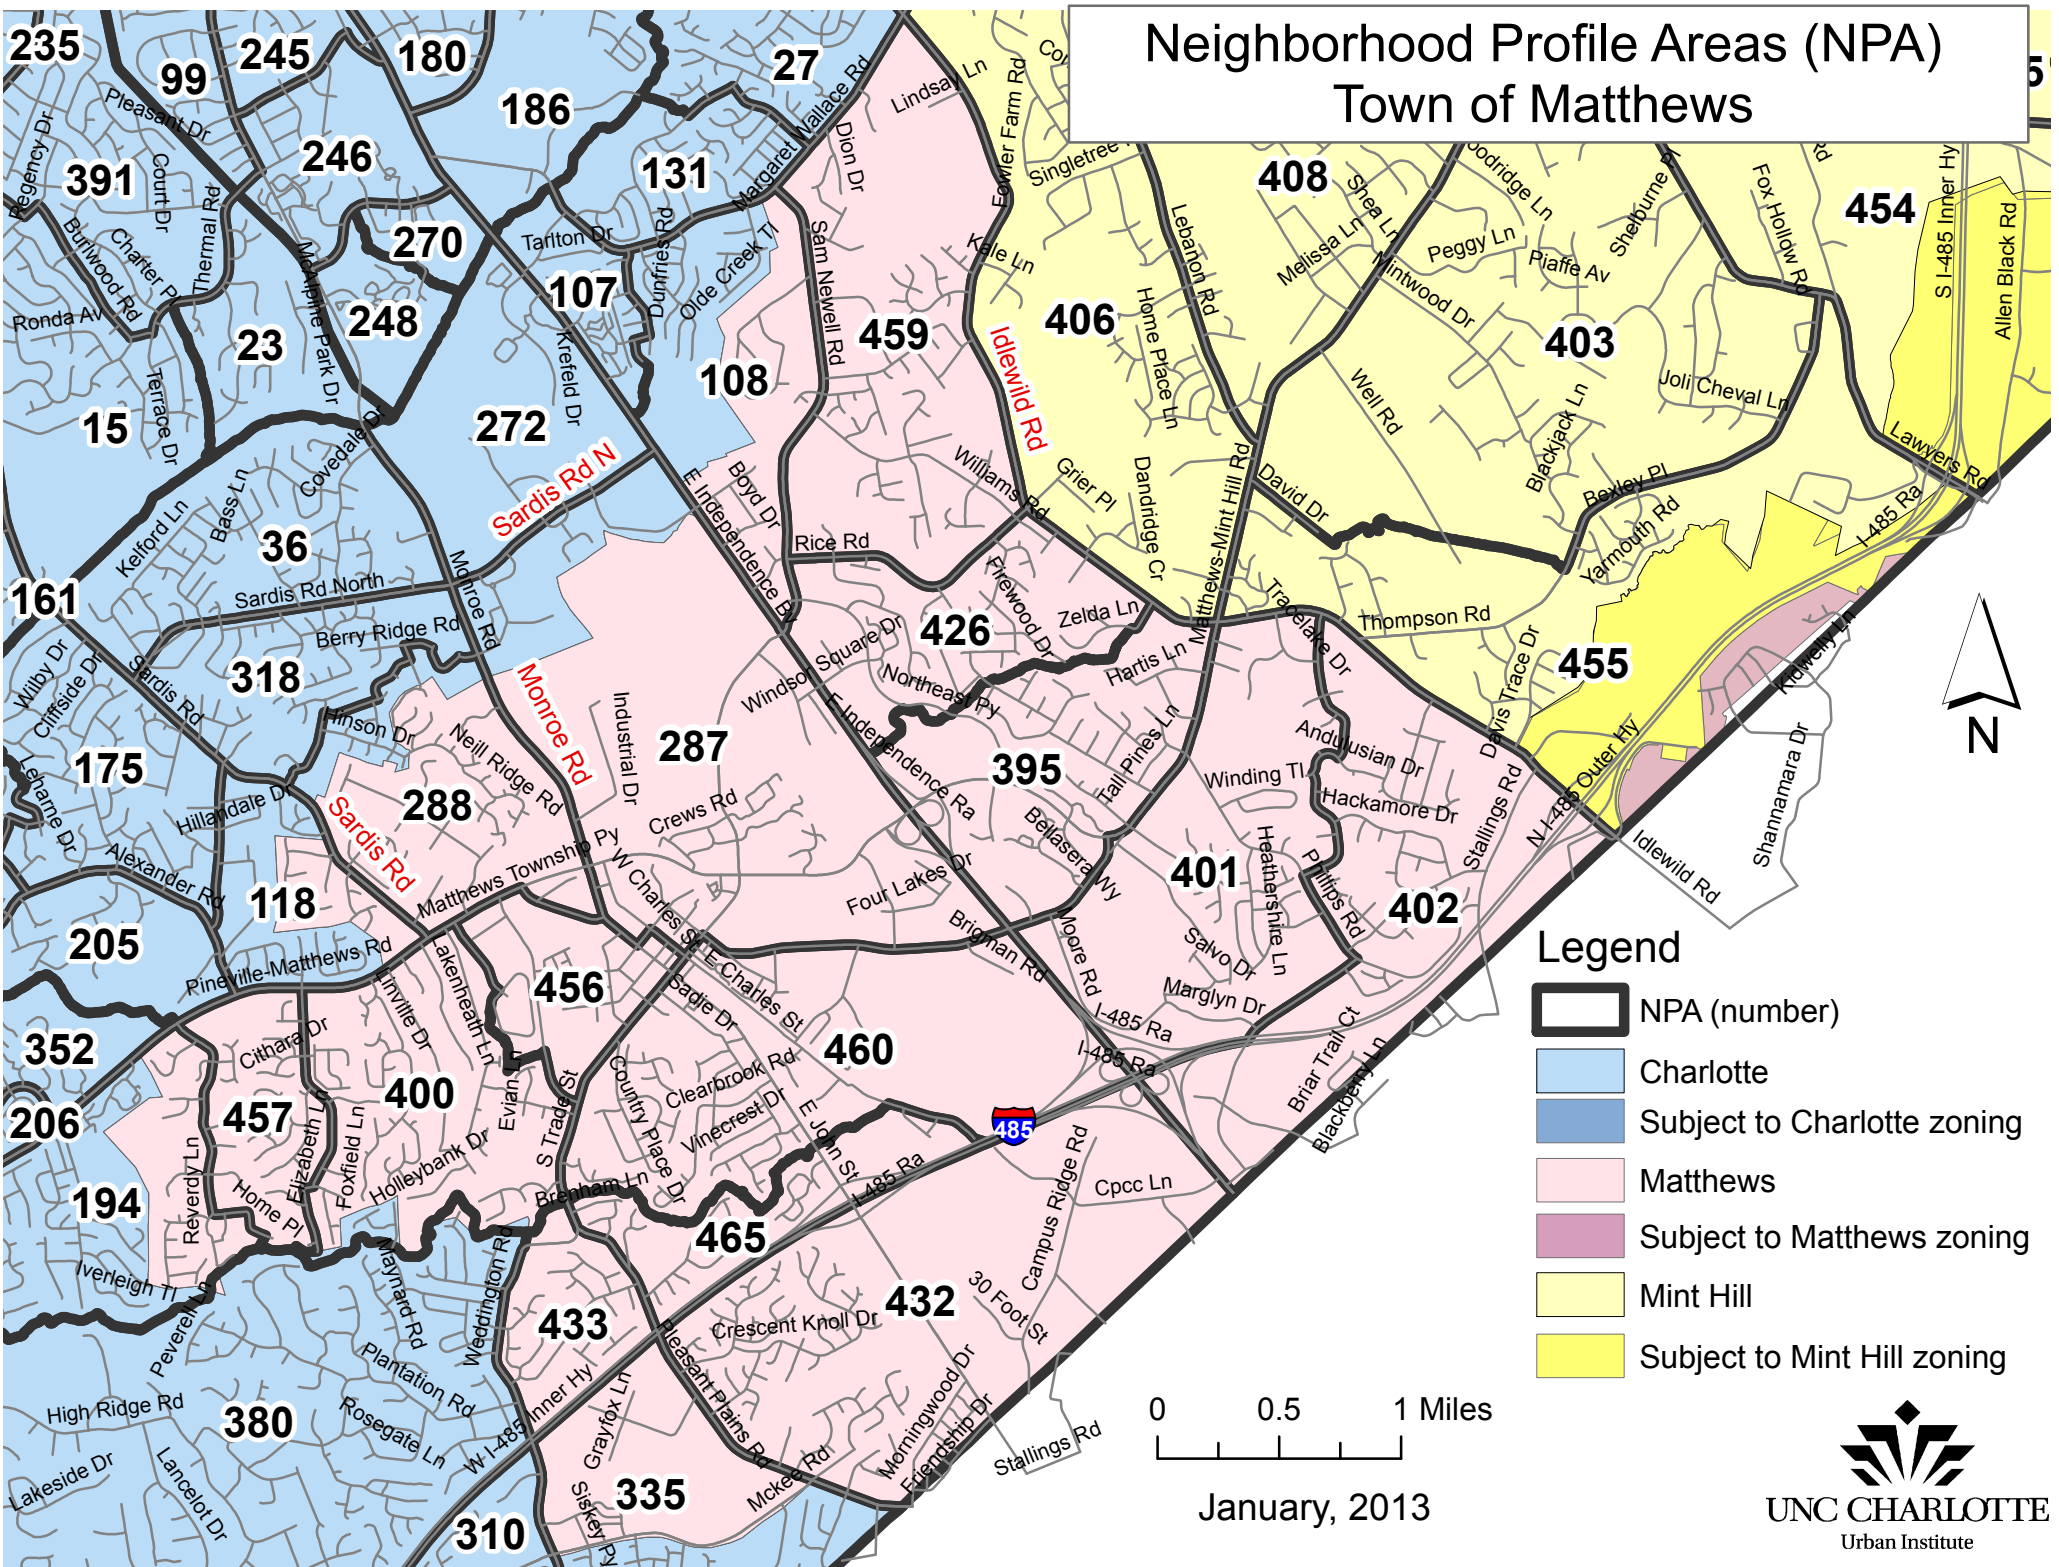 Neighborhood Profile Areas (NPA)
Town of Matthews
235
99
245
180
186
27
Pleasant Dr
Regency Dr
391
Court Dr
246
131
Margaret Wallace Rd
Dion Dr
Lindsay Ln
Fowler Farm Rd
Singletree
408
Shea Ln
Melissa Ln
Peggy Ln
Piaffe Av
Shelburne Pl
Fox Hollow Rd
Rd
454
S I-485 Inner Hy
Allen Black Rd
Burlwood Rd
Charter Pl
Thermal Rd
McAlpine Park Dr
270
248
Tarlton Dr
107
Dunfries Rd
Olde Creek Tl
Sam Newell Rd
Kale Ln
Lebanon Rd
Mintwood Dr
Ronda Av
23
Krefeld Dr
108
459
406
Idlewild Rd
Home Place Ln
403
Well Rd
Blackjack Ln
Joli Cheval Ln
Lawyers Rd
15
Terrace Dr
272
Covedale Dr
Sardis Rd N
Boyd Dr
Williams Rd
Grier Pl
Dandridge Cr
Matthews-Mint Hill Rd
David Dr
Bexley Pl
Yarmouth Rd
I-485 Ra
Kelford Ln
Bass Ln
36
E Independence Bv
Rice Rd
Firewood Dr
Zelda Ln
426
Tracelake Dr
Thompson Rd
161
Sardis Rd North
Monroe Rd
Berry Ridge Rd
318
Wilby Dr
Cliffside Dr
Sardis Rd
Hinson Dr
Monroe Rd
Industrial Dr
287
Windsor Square Dr
Northeast Py
Hartis Ln
Davis Trace Dr
455
Kidwelly Ln
N
175
Leharne Dr
Neill Ridge Rd
288
Sardis Rd
E Independence Ra
395
Tall Pines Ln
Andulusian Dr
Winding Tl
Hackamore Dr
Stallings Rd
N I-485 Outer Hy
Shannamara Dr
Idlewild Rd
Hillandale Dr
Crews Rd
Bellasera Wy
Alexander Rd
118
Matthews Township Py
W Charles St
Four Lakes Dr
401
Heathershire Ln
Phillips Rd
402
205
Pineville-Matthews Rd
Linville Dr
Lakenheath Ln
456
E Charles St
Sadie Dr
Brigman Rd
Moore Rd
Salvo Dr
Marglyn Dr
I-485 Ra
I-485 Ra
352
Cithara Dr
400
Evian Ln
Country Place Dr
Clearbrook Rd
460
485
Briar Trail Ct
Blackberry Ln
206
457
Elizabeth Ln
Foxfield Ln
S Trade St
Vinecrest Dr
E John St
Holleybank Dr
194
Reverdy Ln
Home Pl
Brenham Ln
I-485 Ra
Campus Ridge Rd
Cpcc Ln
465
Iverleigh Tl
Maynard Rd
Weddington Rd
Peverell Ln
433
Crescent Knoll Dr
432
30 Foot St
Plantation Rd
High Ridge Rd
380
Rosegate Ln
W I-485 Inner Hy
Grayfox Ln
Pleasant Plains Rd
Morningwood Dr
Friendship Dr
Stallings Rd
Lakeside Dr
Lancelot Dr
310
Siskey Py
335
Mckee Rd
Legend
NPA (number)
Charlotte
Subject to Charlotte zoning
Matthews
Subject to Matthews zoning
Mint Hill
Subject to Mint Hill zoning
0 0.5 1 Miles
January, 2013
UNC CHARLOTTE
Urban Institute